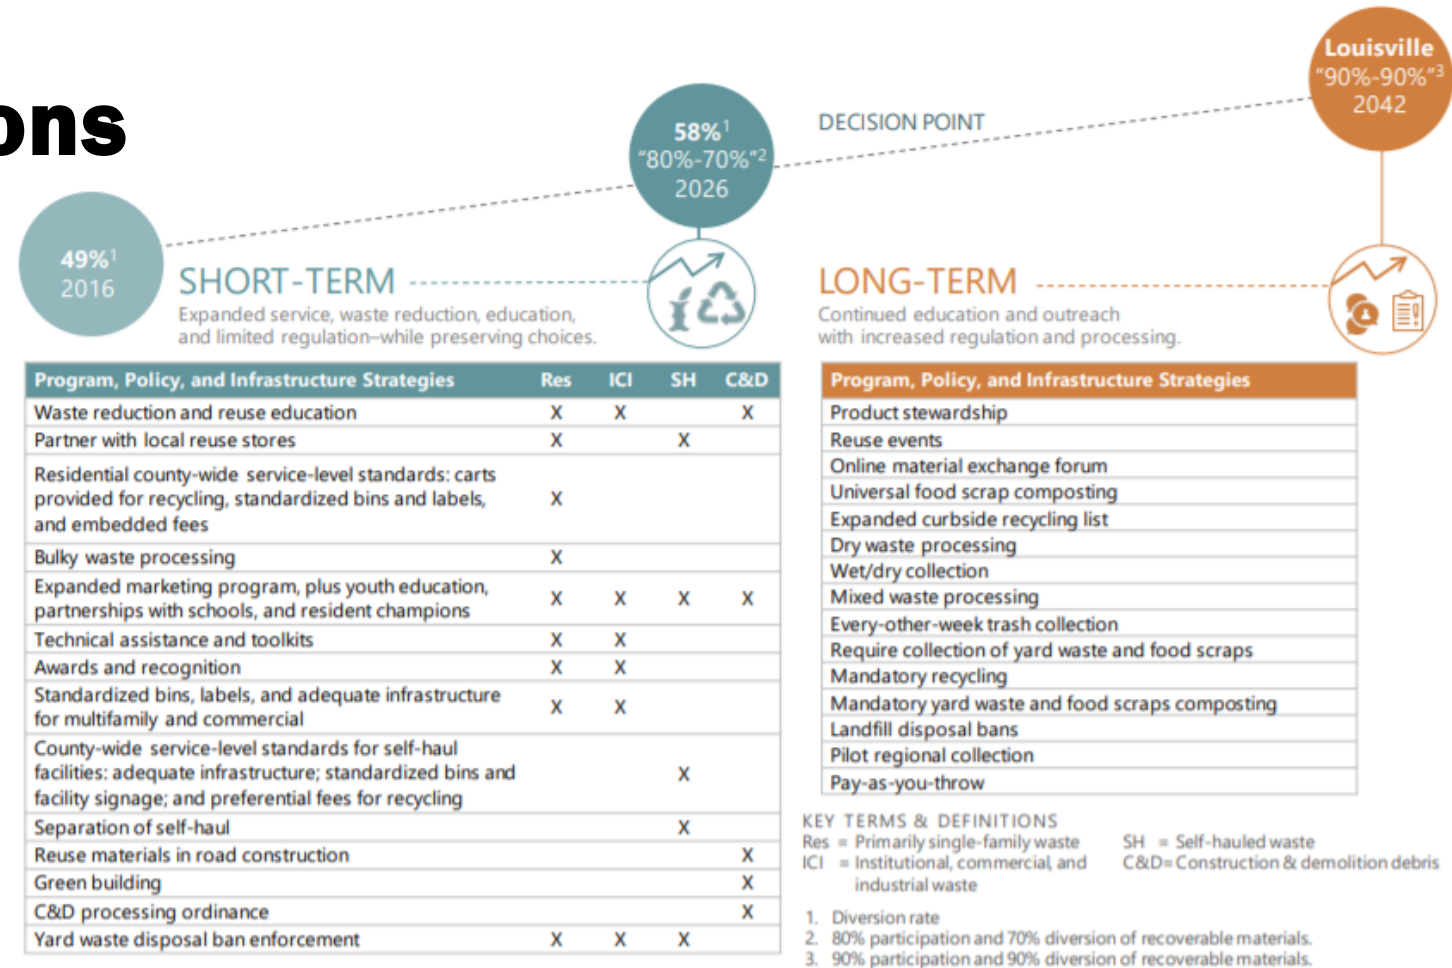 ons
49%1
2016
58%1
"80%-70%"2
2026
DECISION POINT
Louisville
"90%-90%"3
2042
SHORT-TERM
Expanded service, waste reduction, education,
and limited regulation—while preserving choices.
Program, Policy, and Infrastructure Strategies Res ICI SH C&D
Waste reduction and reuse education X X X
Partner with local reuse stores X X
Residential county-wide service-level standards: carts
provided for recycling, standardized bins and labels, X
and embedded fees
Bulky waste processing X
Expanded marketing program, plus youth education,
partnerships with schools, and resident champions X X X X
Technical assistance and toolkits X X
Awards and recognition X X
Standardized bins, labels, and adequate infrastructure
for multifamily and commercial X X
County-wide service-level standards for self-haul
facilities: adequate infrastructure; standardized bins and X
facility signage; and preferential fees for recycling
Separation of self-haul X
Reuse materials in road construction X
Green building X
C&D processing ordinance X
Yard waste disposal ban enforcement X X X
LONG-TERM
Continued education and outreach
with increased regulation and processing.
Program, Policy, and Infrastructure Strategies
Product stewardship
Reuse events
Online material exchange forum
Universal food scrap composting
Expanded curbside recycling list
Dry waste processing
Wet/dry collection
Mixed waste processing
Every-other-week trash collection
Require collection of yard waste and food scraps
Mandatory recycling
Mandatory yard waste and food scraps composting
Landfill disposal bans
Pilot regional collection
Pay-as-you-throw
KEY TERMS & DEFINITIONS
Res = Primarily single-family waste SH = Self-hauled waste
ICI = Institutional, commercial, and C&D= Construction & demolition debris
industrial waste
1. Diversion rate
2. 80% participation and 70% diversion of recoverable materials.
3. 90% participation and 90% diversion of recoverable materials.